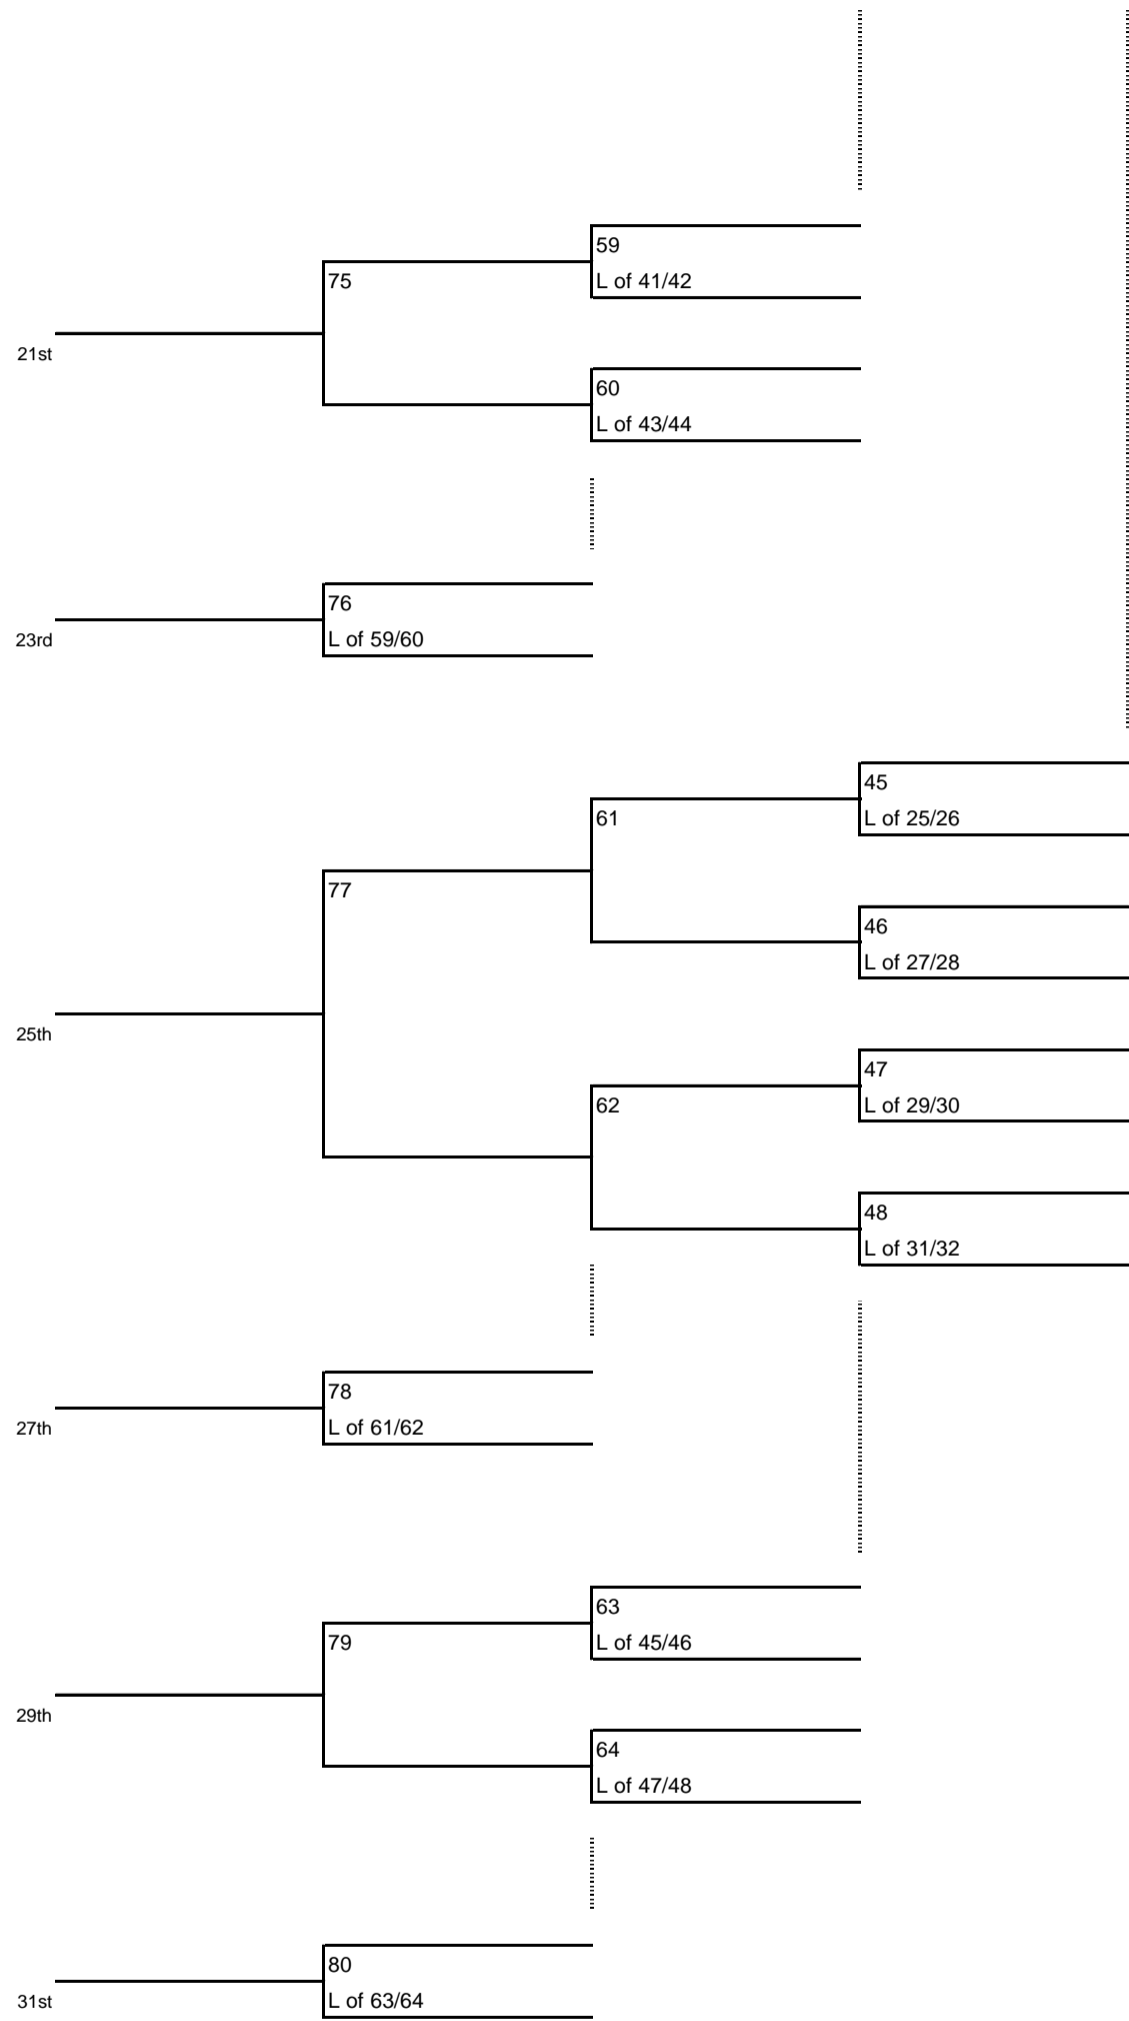 59
75
L of 41/42
21st
60
L of 43/44
76
23rd
L of 59/60
45
61
L of 25/26
77
46
L of 27/28
25th
47
62
L of 29/30
48
L of 31/32
78
27th
L of 61/62
63
79
L of 45/46
29th
64
L of 47/48
80
31st
L of 63/64